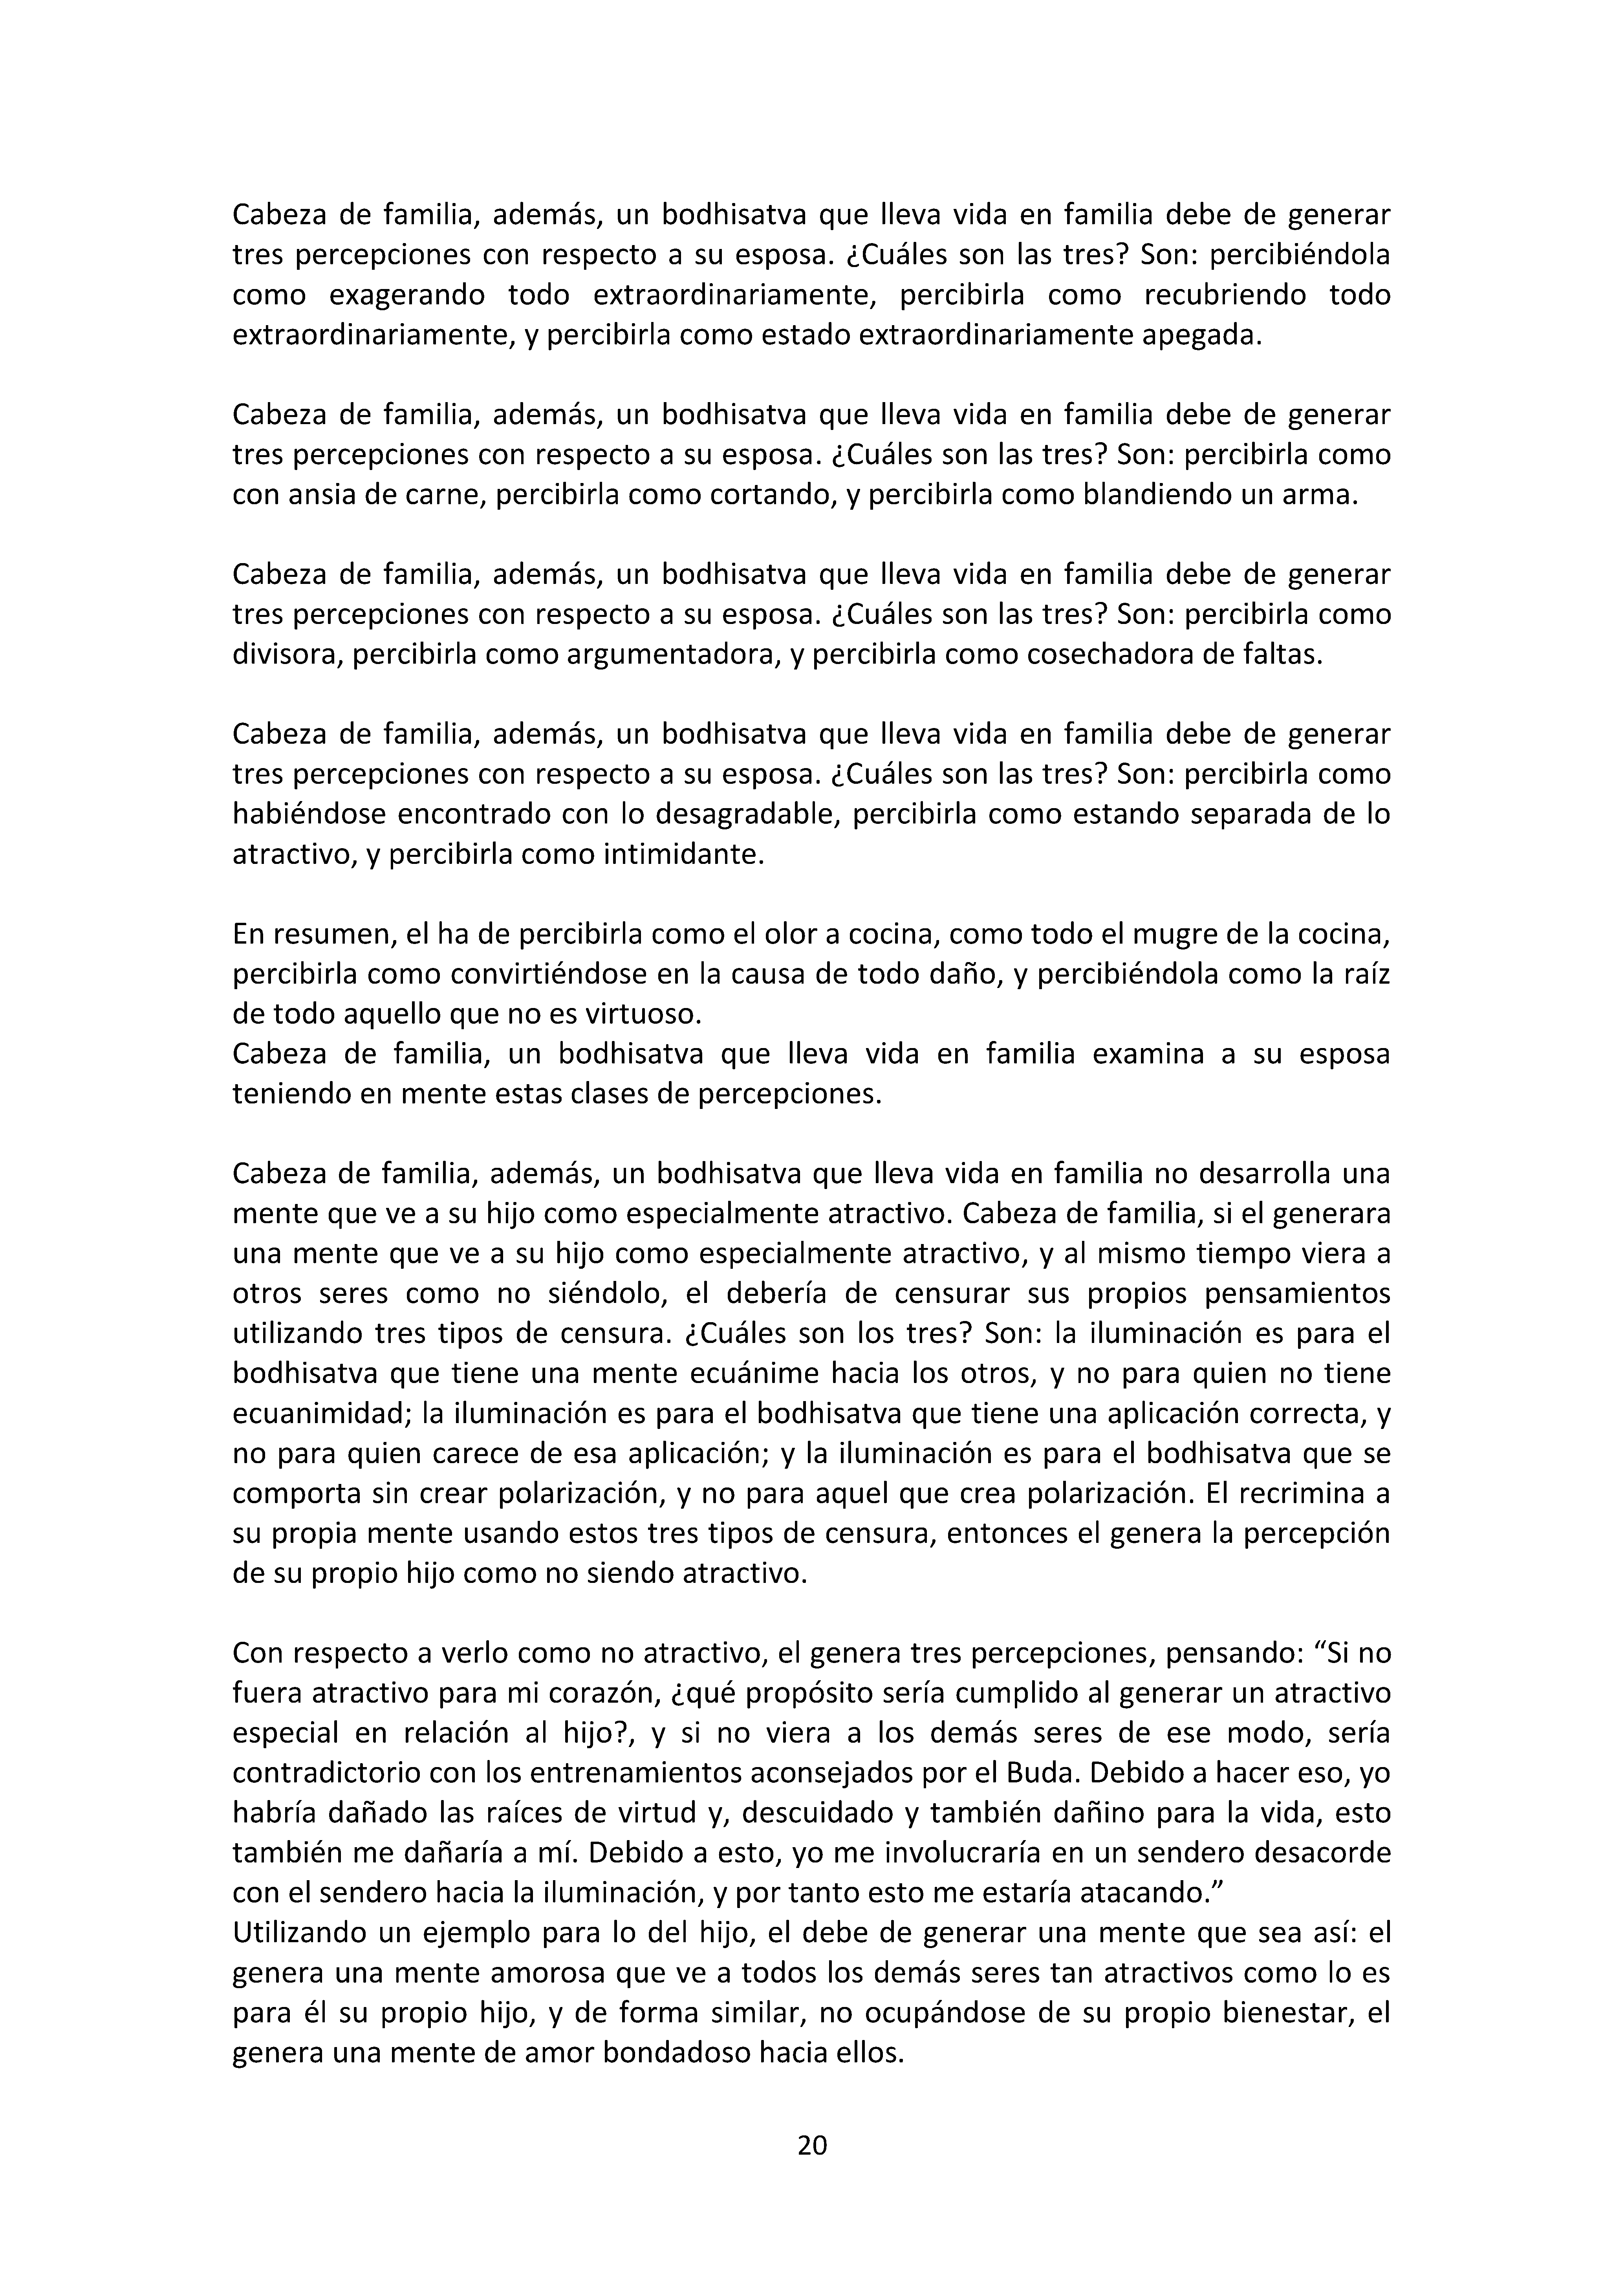 Cabeza de familia, además, un bodhisatva que lleva vida en familia debe de generar
tres percepciones con respecto a su esposa. ¿Cuáles son las tres? Son: percibiéndola
como exagerando todo extraordinariamente, percibirla como recubriendo todo
extraordinariamente, y percibirla como estado extraordinariamente apegada.
Cabeza de familia, además, un bodhisatva que lleva vida en familia debe de generar
tres percepciones con respecto a su esposa. ¿Cuáles son las tres? Son: percibirla como
con ansia de carne, percibirla como cortando, y percibirla como blandiendo un arma.
Cabeza de familia, además, un bodhisatva que lleva vida en familia debe de generar
tres percepciones con respecto a su esposa. ¿Cuáles son las tres? Son: percibirla como
divisora, percibirla como argumentadora, y percibirla como cosechadora de faltas.
Cabeza de familia, además, un bodhisatva que lleva vida en familia debe de generar
tres percepciones con respecto a su esposa. ¿Cuáles son las tres? Son: percibirla como
habiéndose encontrado con lo desagradable, percibirla como estando separada de lo
atractivo, y percibirla como intimidante.
En resumen, el ha de percibirla como el olor a cocina, como todo el mugre de la cocina,
percibirla como convirtiéndose en la causa de todo daño, y percibiéndola como la raíz
de todo aquello que no es virtuoso.
Cabeza de familia, un bodhisatva que lleva vida en familia examina a su esposa
teniendo en mente estas clases de percepciones.
Cabeza de familia, además, un bodhisatva que lleva vida en familia no desarrolla una
mente que ve a su hijo como especialmente atractivo. Cabeza de familia, si el generara
una mente que ve a su hijo como especialmente atractivo, y al mismo tiempo viera a
otros seres como no siéndolo, el debería de censurar sus propios pensamientos
utilizando tres tipos de censura. ¿Cuáles son los tres? Son: la iluminación es para el
bodhisatva que tiene una mente ecuánime hacia los otros, y no para quien no tiene
ecuanimidad; la iluminación es para el bodhisatva que tiene una aplicación correcta, y
no para quien carece de esa aplicación; y la iluminación es para el bodhisatva que se
comporta sin crear polarización, y no para aquel que crea polarización. El recrimina a
su propia mente usando estos tres tipos de censura, entonces el genera la percepción
de su propio hijo como no siendo atractivo.
Con respecto a verlo como no atractivo, el genera tres percepciones, pensando: “Si no
fuera atractivo para mi corazón, ¿qué propósito sería cumplido al generar un atractivo
especial en relación al hijo?, y si no viera a los demás seres de ese modo, sería
contradictorio con los entrenamientos aconsejados por el Buda. Debido a hacer eso, yo
habría dañado las raíces de virtud y, descuidado y también dañino para la vida, esto
también me dañaría a mí. Debido a esto, yo me involucraría en un sendero desacorde
con el sendero hacia la iluminación, y por tanto esto me estaría atacando.”
Utilizando un ejemplo para lo del hijo, el debe de generar una mente que sea así: el
genera una mente amorosa que ve a todos los demás seres tan atractivos como lo es
para él su propio hijo, y de forma similar, no ocupándose de su propio bienestar, el
genera una mente de amor bondadoso hacia ellos.
20